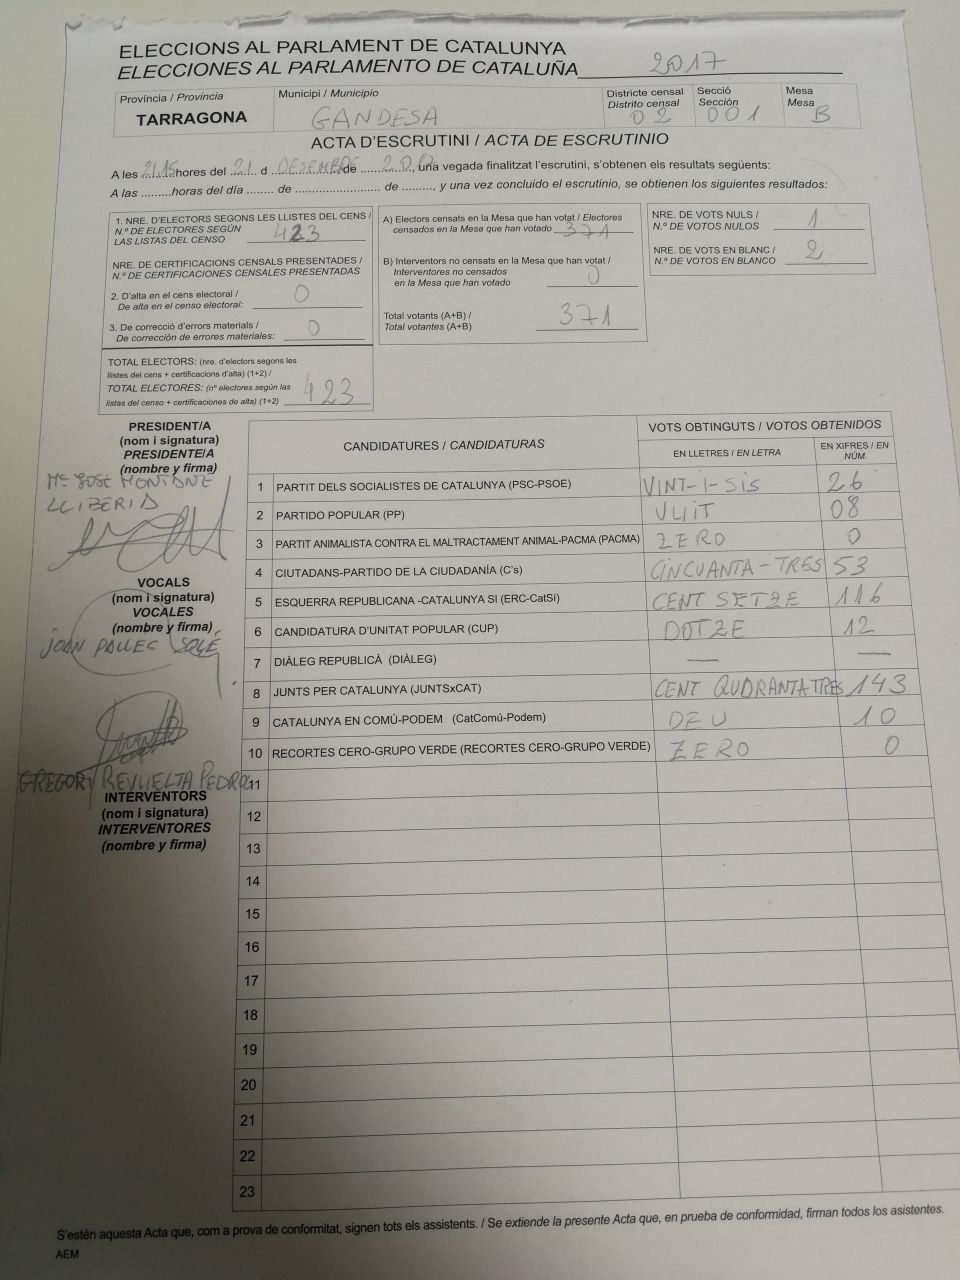 ELECCIONS AL PARLAMENT DE CATALUNYA
ELECCIONES AL PARLAMENTO DE CATALUÑA 2017
Província / Provincia
TARRAGONA
Municipi / Municipio
GANDESA
Districte censal
Distrito censal
02
Secció
Sección
001
Mesa
Mesa
B
ACTA D'ESCRUTINI / ACTA DE ESCRUTINIO
A les 21,15 hores del 21 d DESEMBRE de 2017, una vegada finalitzat l'escrutini, s'obtenen els resultats següents:
A las .........horas del día ........ de ......................... de ........, y una vez concluido el escrutinio, se obtienen los siguientes resultados:
1. NRE. D'ELECTORS SEGONS LES LLISTES DEL CENS /
N.º DE ELECTORES SEGÚN
LAS LISTAS DEL CENSO 423
NRE. DE CERTIFICACIONS CENSALS PRESENTADES /
N.º DE CERTIFICACIONES CENSALES PRESENTADAS
2. D'alta en el cens electoral /
De alta en el censo electoral: 0
3. De correcció d'errors materials /
De corrección de errores materiales: 0
TOTAL ELECTORS: (nre. d'electors segons les
llistes del cens + certificacions d'alta) (1+2) /
TOTAL ELECTORES: (nº electores según las
listas del censo + certificaciones de alta) (1+2) 423
A) Electors censats en la Mesa que han votat / Electores
censados en la Mesa que han votado 371
B) Interventors no censats en la Mesa que han votat /
Interventores no censados
en la Mesa que han votado 0
Total votants (A+B) /
Total votantes (A+B) 371
NRE. DE VOTS NULS /
N.º DE VOTOS NULOS 1
NRE. DE VOTS EN BLANC /
N.º DE VOTOS EN BLANCO 2
PRESIDENT/A
(nom i signatura)
PRESIDENTE/A
(nombre y firma)
Mª JOSE MONTAÑE
LLIZERIA
VOCALS
(nom i signatura)
VOCALES
(nombre y firma)
JOAN PALLES SOLÉ
GREGORI REVUELTA PEDROL
INTERVENTORS
(nom i signatura)
INTERVENTORES
(nombre y firma)
CANDIDATURES / CANDIDATURAS
VOTS OBTINGUTS / VOTOS OBTENIDOS
EN LLETRES / EN LETRA
EN XIFRES / EN NÚM.
1 PARTIT DELS SOCIALISTES DE CATALUNYA (PSC-PSOE) VINT-I-SIS 26
2 PARTIDO POPULAR (PP) VUIT 08
3 PARTIT ANIMALISTA CONTRA EL MALTRACTAMENT ANIMAL-PACMA (PACMA) ZERO 0
4 CIUTADANS-PARTIDO DE LA CIUDADANÍA (C's) CINCUANTA-TRES 53
5 ESQUERRA REPUBLICANA -CATALUNYA SI (ERC-CatSí) CENT SETZE 116
6 CANDIDATURA D'UNITAT POPULAR (CUP) DOTZE 12
7 DIÀLEG REPUBLICÀ (DIÀLEG) — —
8 JUNTS PER CATALUNYA (JUNTSxCAT) CENT QUDRANTATRES 143
9 CATALUNYA EN COMÚ-PODEM (CatComú-Podem) DEU 10
10 RECORTES CERO-GRUPO VERDE (RECORTES CERO-GRUPO VERDE) ZERO 0
11
12
13
14
15
16
17
18
19
20
21
22
23
S'estén aquesta Acta que, com a prova de conformitat, signen tots els assistents. / Se extiende la presente Acta que, en prueba de conformidad, firman todos los asistentes.
AEM